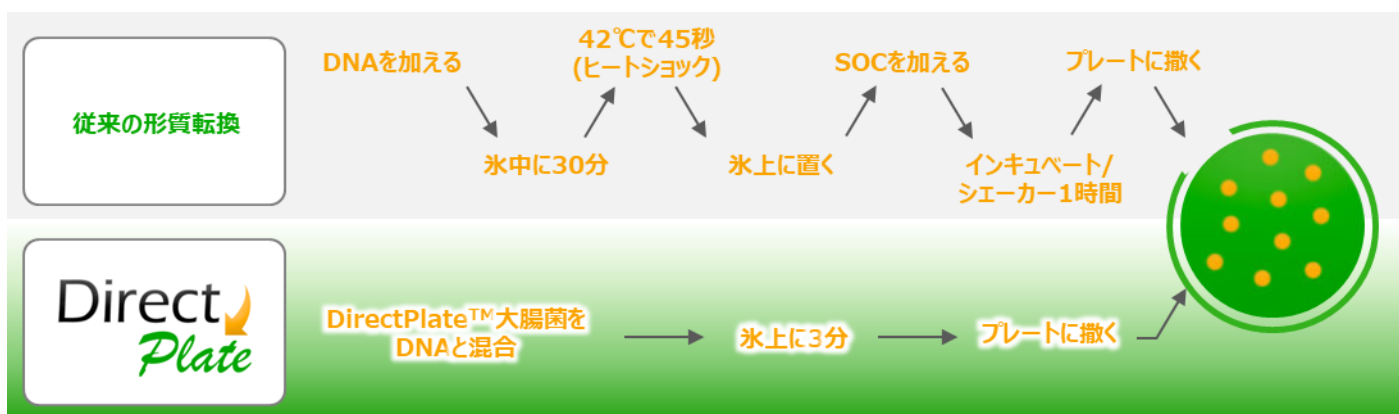 従来の形質転換
DNAを加える
氷中に30分
42℃で45秒
(ヒートショック)
氷上に置く
SOCを加える
インキュベート/
シェーカー1時間
プレートに撒く
Direct
Plate
DirectPlate™大腸菌を
DNAと混合
氷上に3分
プレートに撒く